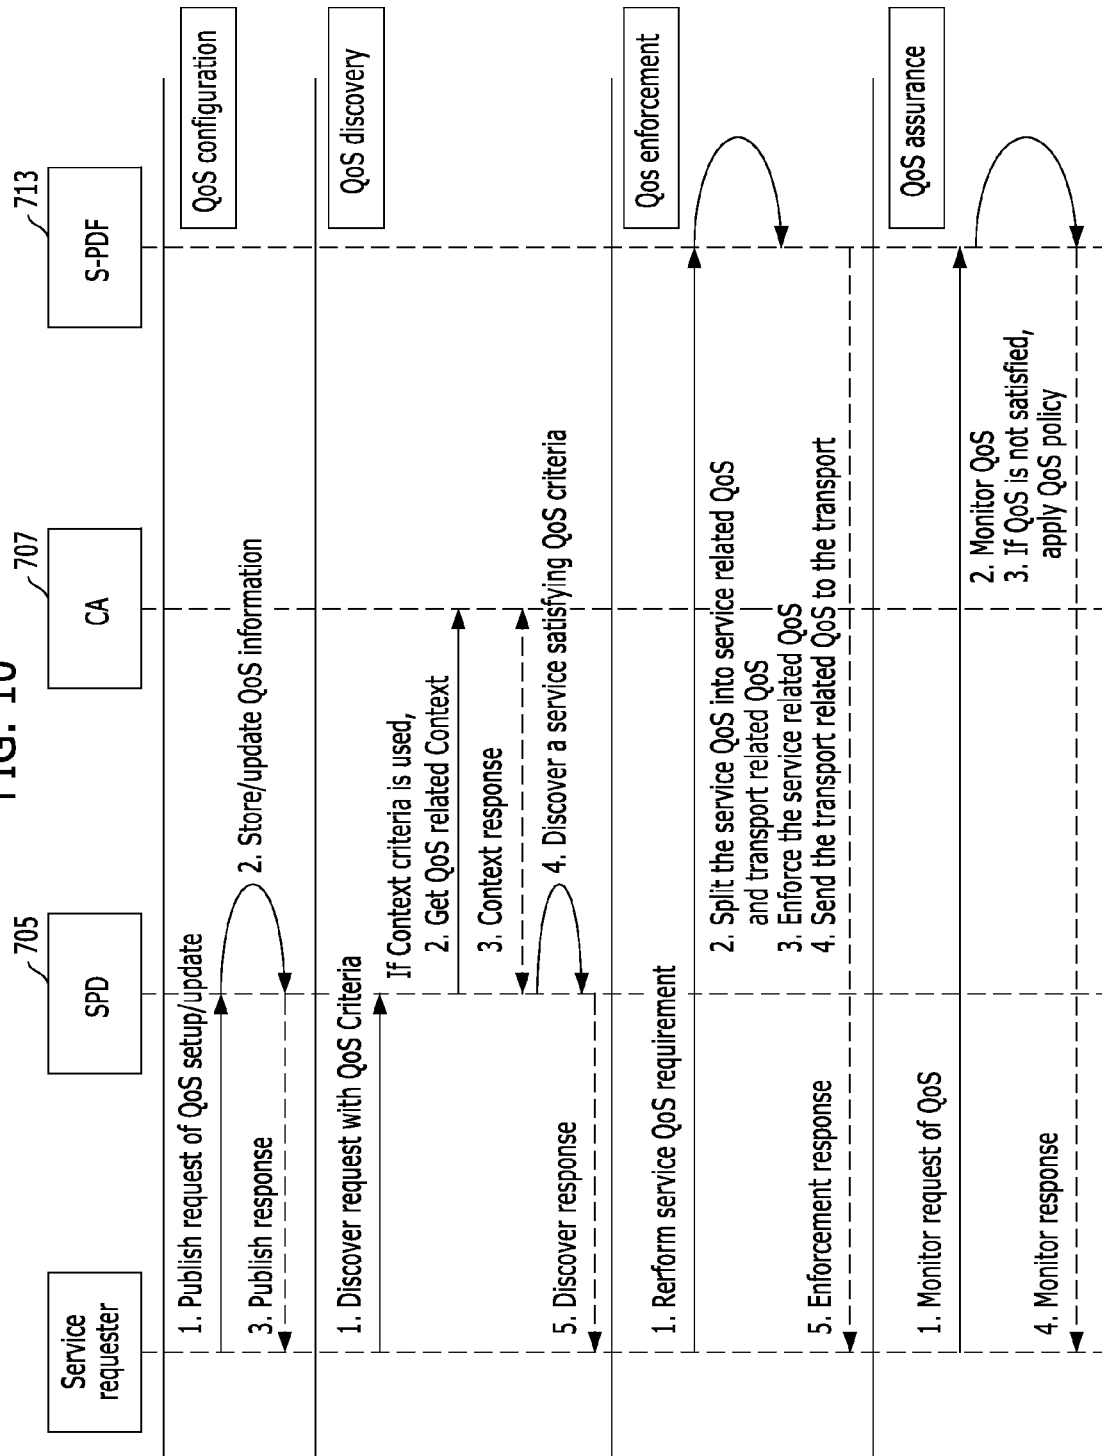 FIG. 10
Service
requester
SPD
705
CA
707
S-PDF
713
QoS configuration
1. Publish request of QoS setup/update
2. Store/update QoS information
3. Publish response
QoS discovery
1. Discover request with QoS Criteria
If Context criteria is used,
2. Get QoS related Context
3. Context response
4. Discover a service satisfying QoS criteria
5. Discover response
Qos enforcement
1. Rerform service QoS requirement
2. Split the service QoS into service related QoS
and transport related QoS
3. Enforce the service related QoS
4. Send the transport related QoS to the transport
5. Enforcement response
QoS assurance
1. Monitor request of QoS
2. Monitor QoS
3. If QoS is not satisfied,
apply QoS policy
4. Monitor response